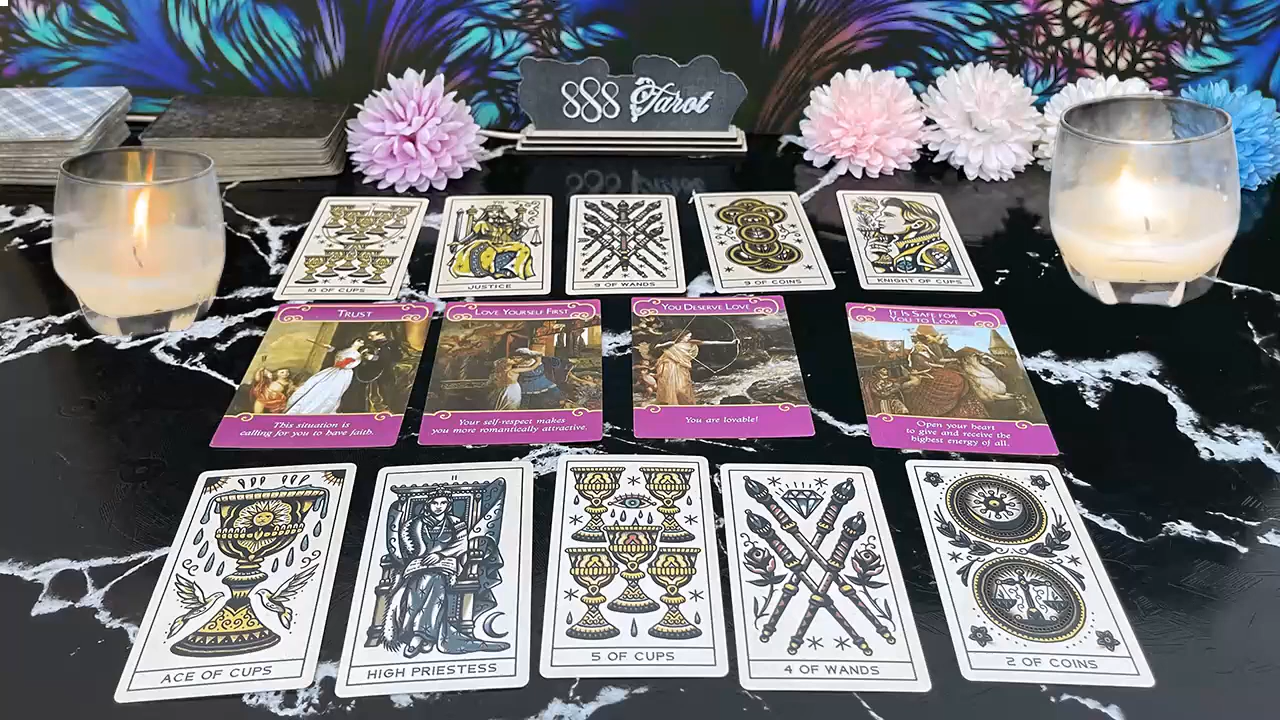 888 Tarot
10 OF CUPS
JUSTICE
9 OF WANDS
9 OF COINS
KNIGHT OF CUPS
TRUST
This situation is
calling for you to have faith.
LOVE YOURSELF FIRST
Your self-respect makes
you more romantically attractive.
YOU DESERVE LOVE
You are lovable!
IT IS SAFE FOR
YOU TO LOVE
Open your heart
to give and receive the
highest energy of all.
ACE OF CUPS
II
HIGH PRIESTESS
5 OF CUPS
4 OF WANDS
2 OF COINS